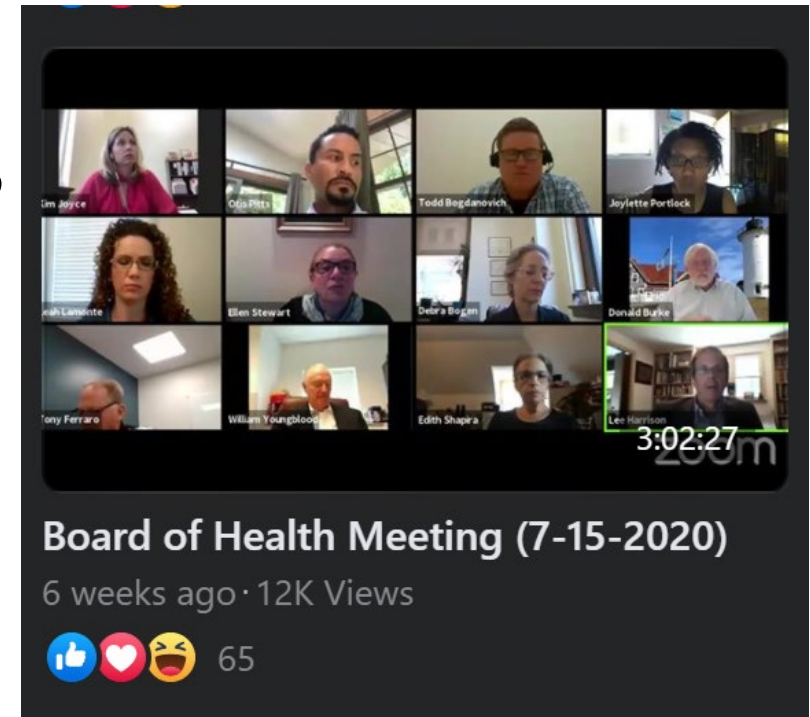 Kim Joyce
Otis Pitts
Todd Bogdanovich
Joylette Portlock
Leah Lamonte
Ellen Stewart
Debra Bogen
Donald Burke
Tony Ferraro
William Youngblood
Edith Shapira
Lee Harrison
3:02:27
zoom
Board of Health Meeting (7-15-2020)
6 weeks ago · 12K Views
65